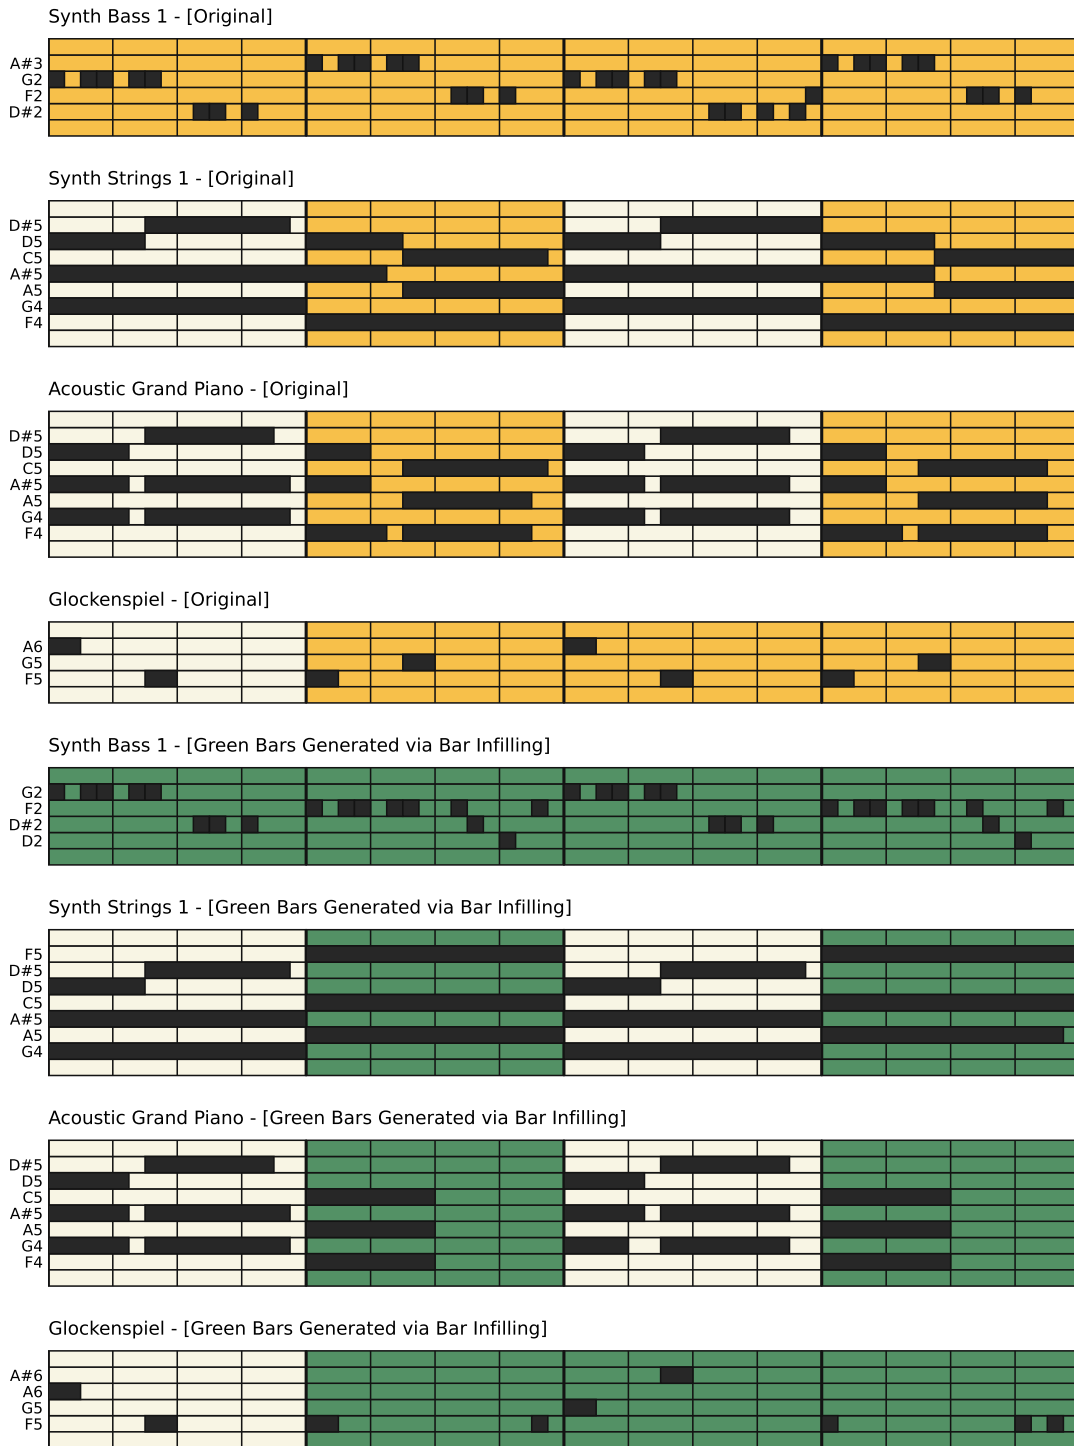 Synth Bass 1 - [Original]
A#3
G2
F2
D#2
Synth Strings 1 - [Original]
D#5
D5
C5
A#5
A5
G4
F4
Acoustic Grand Piano - [Original]
D#5
D5
C5
A#5
A5
G4
F4
Glockenspiel - [Original]
A6
G5
F5
Synth Bass 1 - [Green Bars Generated via Bar Infilling]
G2
F2
D#2
D2
Synth Strings 1 - [Green Bars Generated via Bar Infilling]
F5
D#5
D5
C5
A#5
A5
G4
Acoustic Grand Piano - [Green Bars Generated via Bar Infilling]
D#5
D5
C5
A#5
A5
G4
F4
Glockenspiel - [Green Bars Generated via Bar Infilling]
A#6
A6
G5
F5